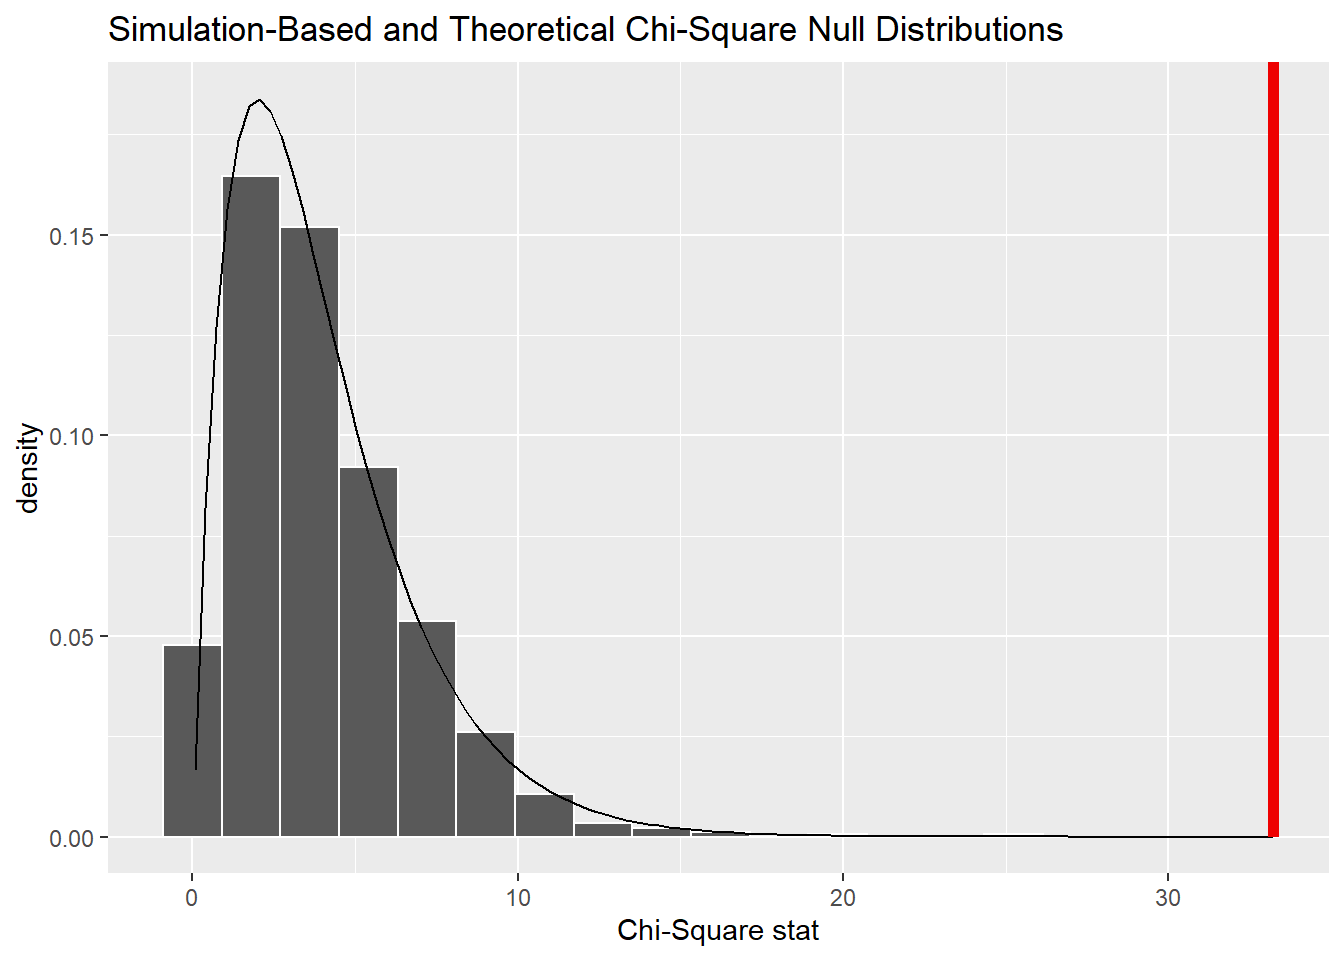 Simulation-Based and Theoretical Chi-Square Null Distributions
density
0.15
0.10
0.05
0.00
0 10 20 30
Chi-Square stat